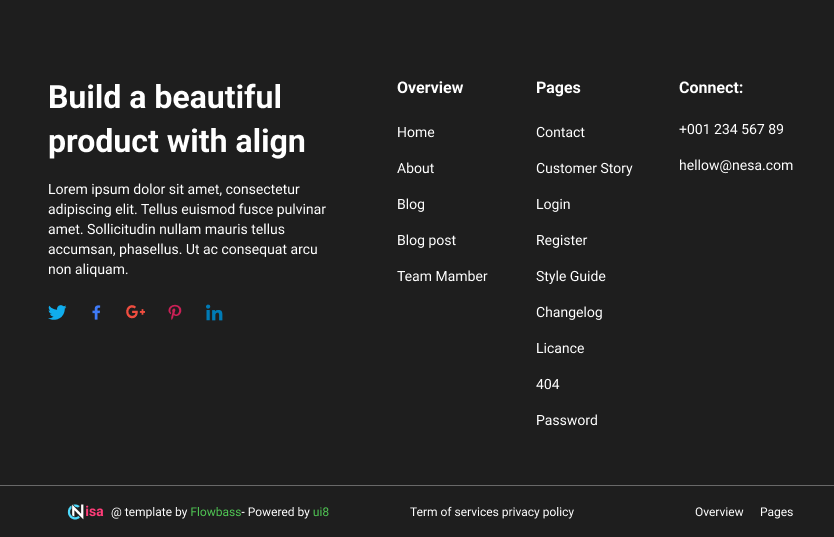 Build a beautiful
product with align
Lorem ipsum dolor sit amet, consectetur
adipiscing elit. Tellus euismod fusce pulvinar
amet. Sollicitudin nullam mauris tellus
accumsan, phasellus. Ut ac consequat arcu
non aliquam.
Overview
Home
About
Blog
Blog post
Team Mamber
Pages
Contact
Customer Story
Login
Register
Style Guide
Changelog
Licance
404
Password
Connect:
+001 234 567 89
hellow@nesa.com
Nisa @ template by Flowbass- Powered by ui8
Term of services privacy policy
Overview Pages